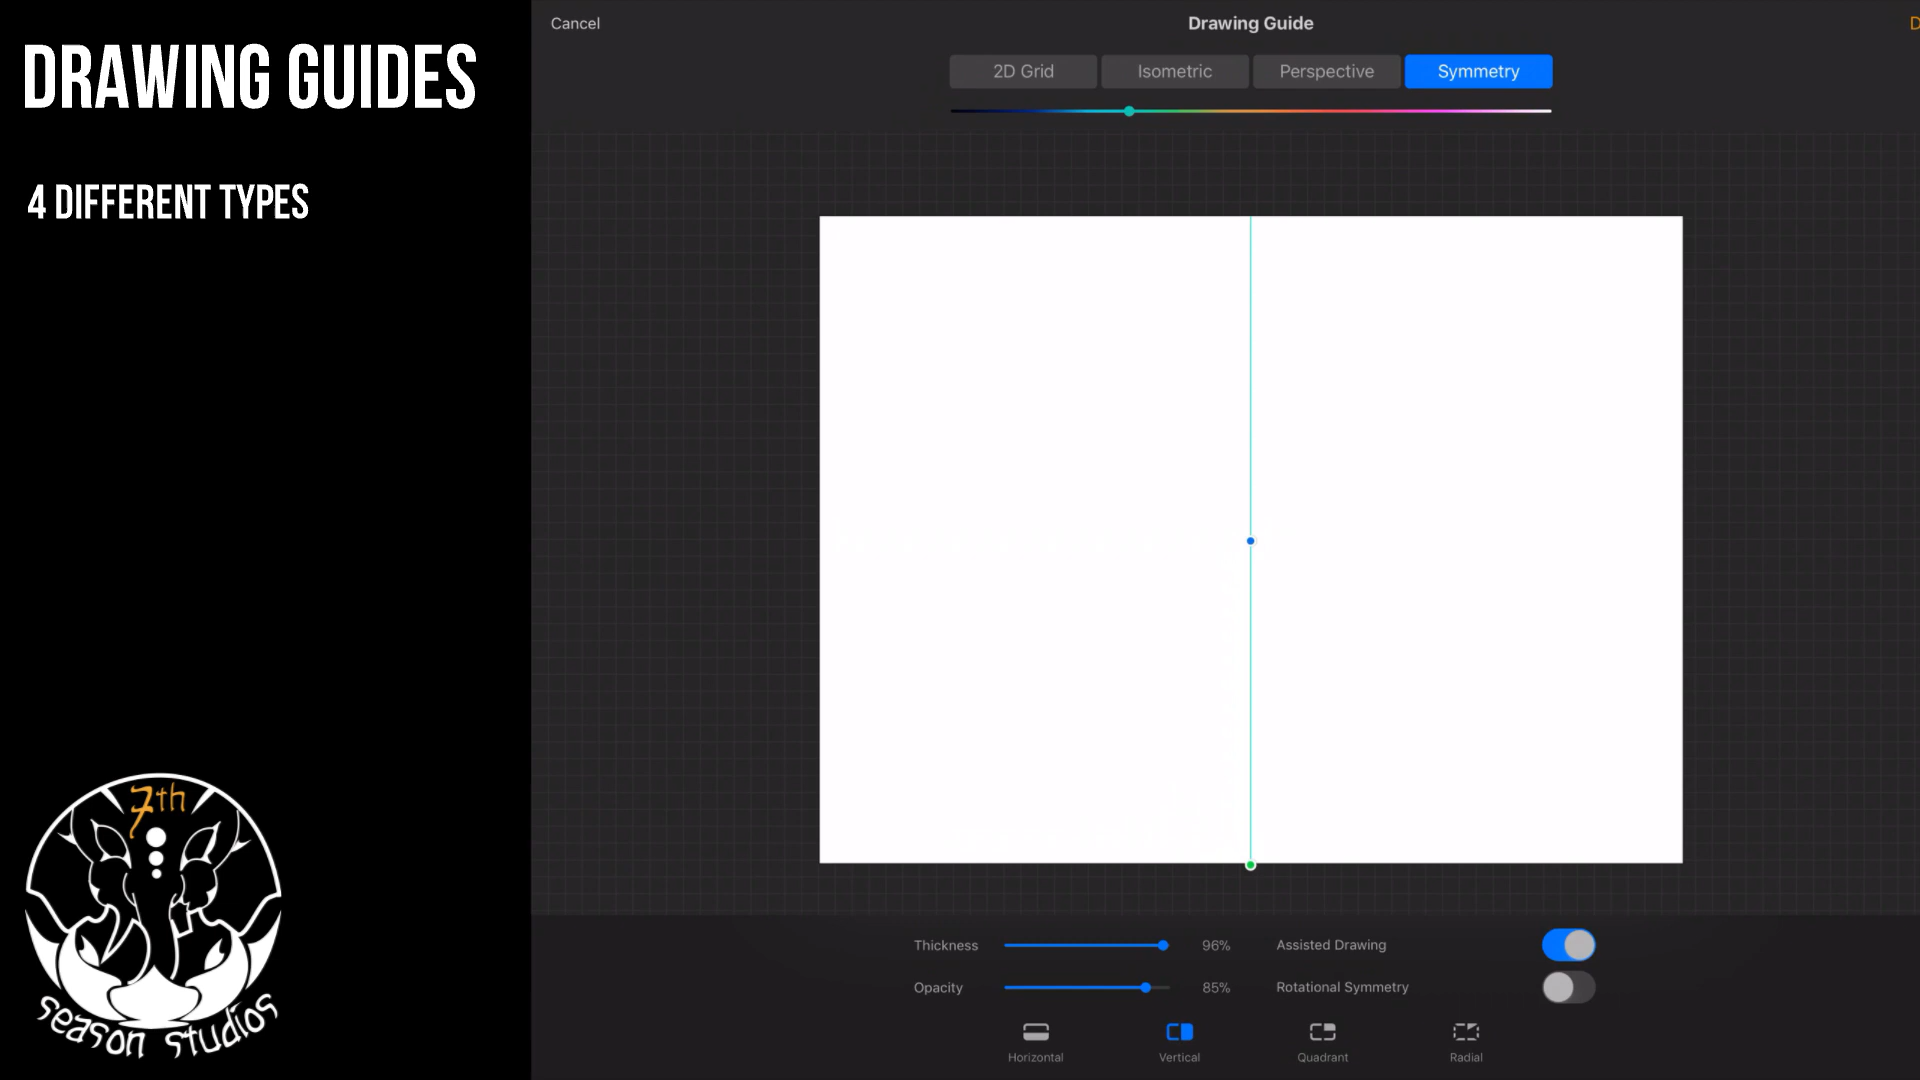 DRAWING GUIDES
4 DIFFERENT TYPES
7th
season studios
Cancel
Drawing Guide
D
2D Grid
Isometric
Perspective
Symmetry
Thickness
96%
Assisted Drawing
Opacity
85%
Rotational Symmetry
Horizontal
Vertical
Quadrant
Radial